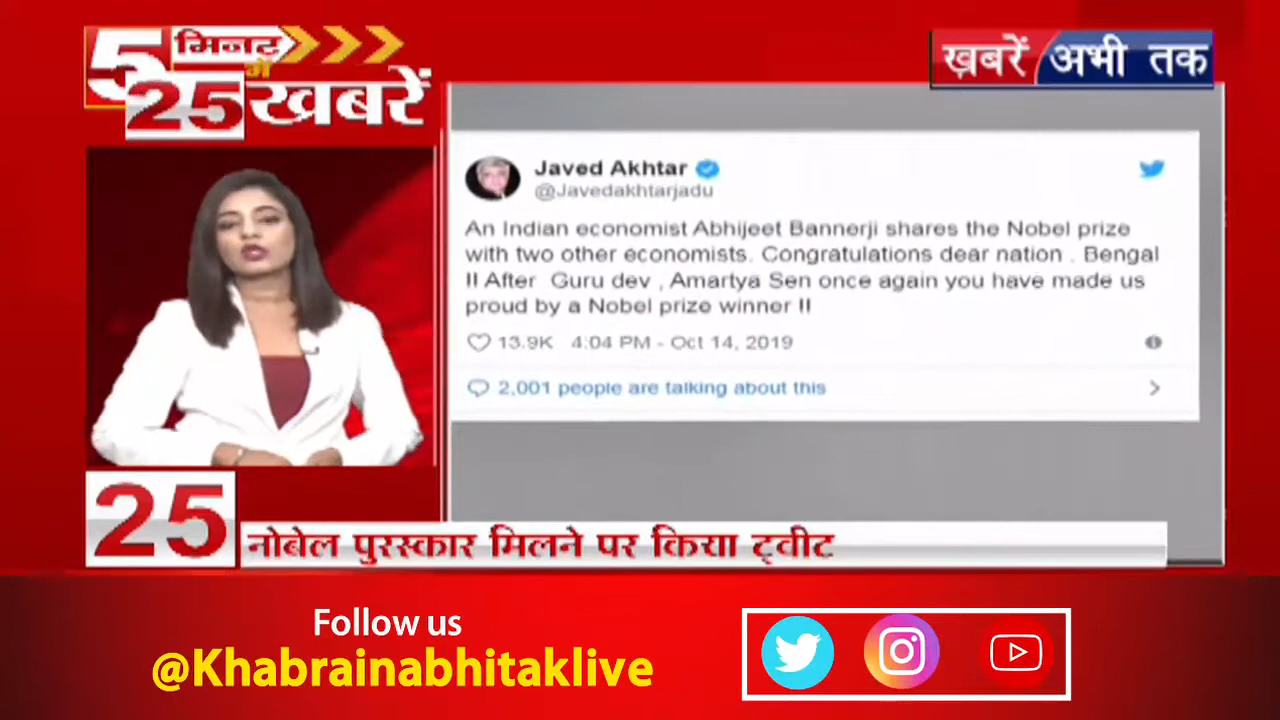 5 मिनट में
25 खबरें
ख़बरें अभी तक
Javed Akhtar
@Javedakhtarjadu
An Indian economist Abhijeet Bannerji shares the Nobel prize
with two other economists. Congratulations dear nation . Bengal
!! After Guru dev , Amartya Sen once again you have made us
proud by a Nobel prize winner !!
13.9K 4:04 PM - Oct 14, 2019
2,001 people are talking about this
25
नोबेल पुरस्कार मिलने पर किया ट्वीट
Follow us
@Khabrainabhitaklive